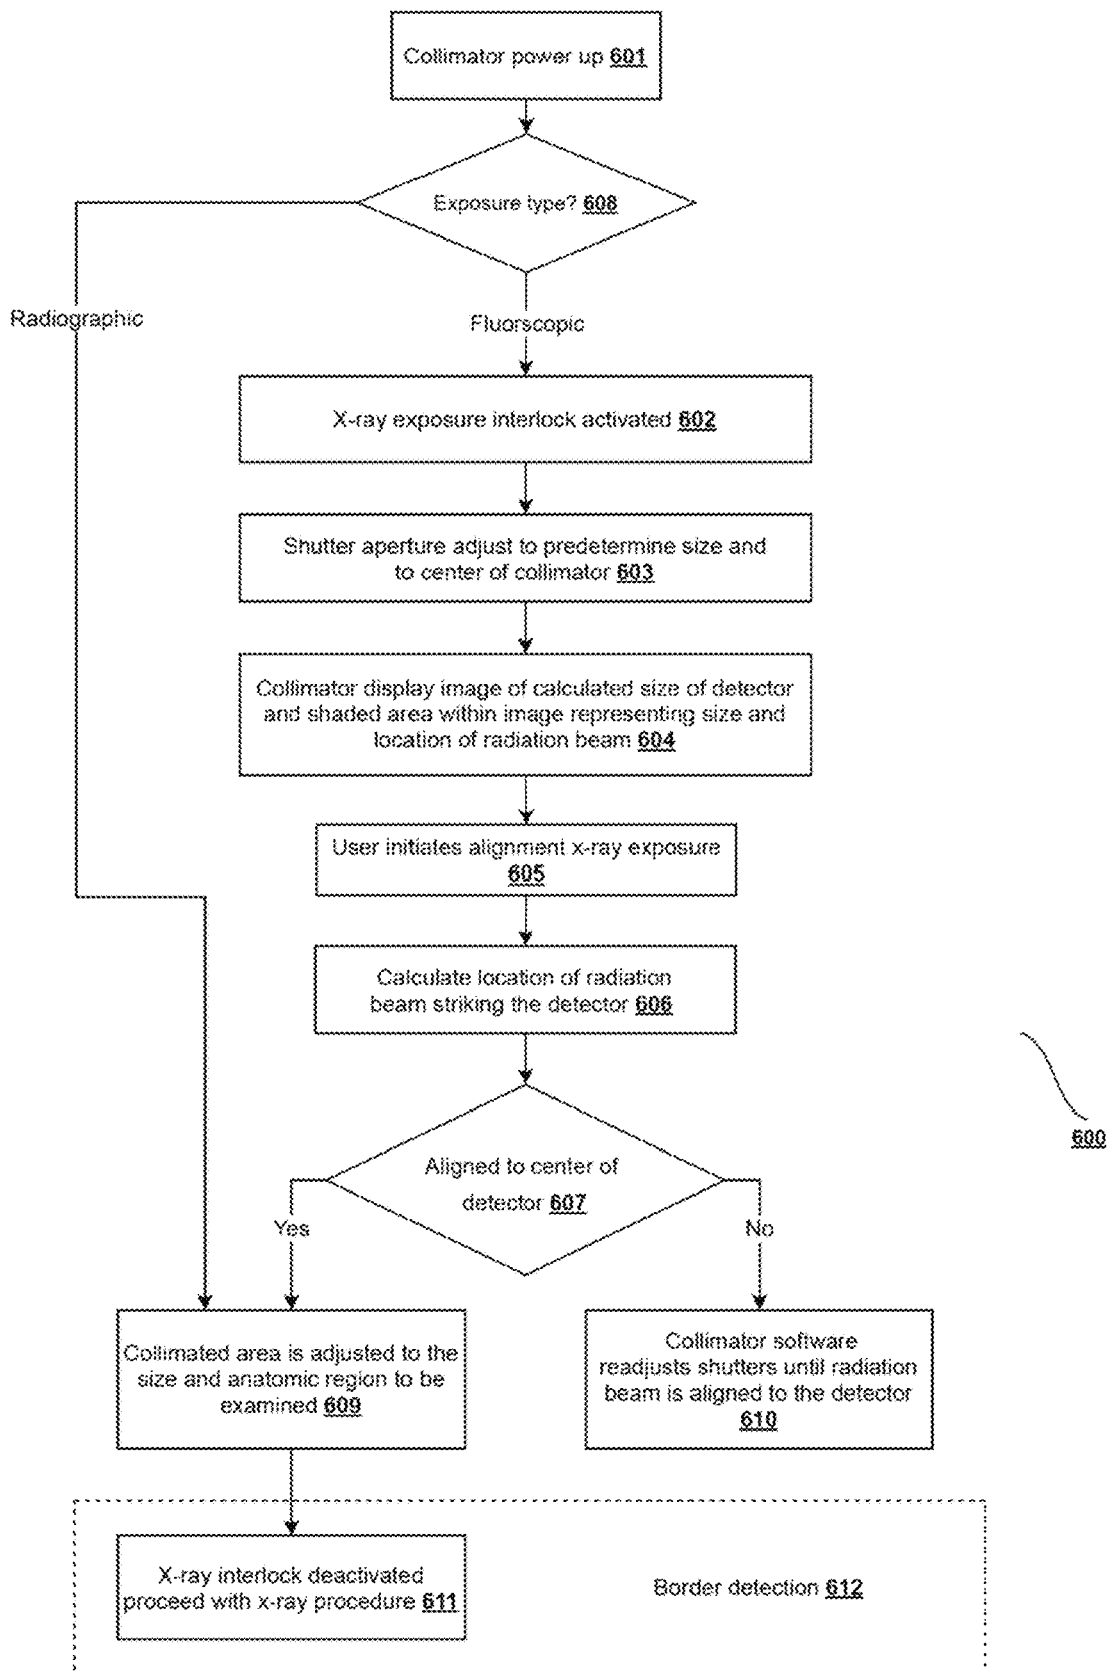 Collimator power up 601
Exposure type? 608
Radiographic
Fluorscopic
X-ray exposure interlock activated 602
Shutter aperture adjust to predetermine size and
to center of collimator 603
Collimator display image of calculated size of detector
and shaded area within image representing size and
location of radiation beam 604
User initiates alignment x-ray exposure
605
Calculate location of radiation
beam striking the detector 606
600
Aligned to center of
detector 607
Yes
No
Collimated area is adjusted to the
size and anatomic region to be
examined 609
Collimator software
readjusts shutters until radiation
beam is aligned to the detector
610
X-ray interlock deactivated
proceed with x-ray procedure 611
Border detection 612